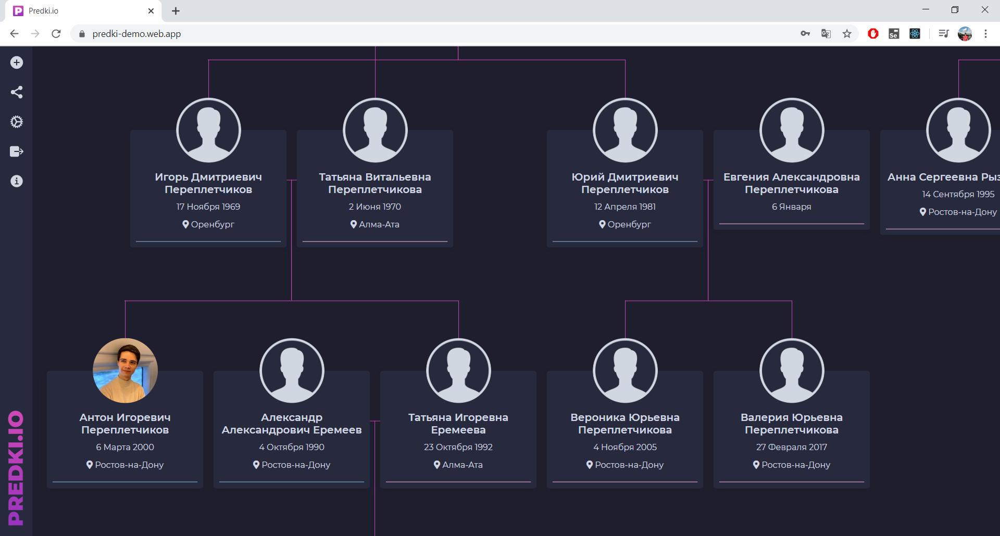 Predki.io
predki-demo.web.app
Игорь Дмитриевич
Переплетчиков
17 Ноября 1969
Оренбург
Татьяна Витальевна
Переплетчикова
2 Июня 1970
Алма-Ата
Юрий Дмитриевич
Переплетчиков
12 Апреля 1981
Оренбург
Евгения Александровна
Переплетчикова
6 Января
Анна Сергеевна
14 Сентября 1995
Ростов-на-Дону
Антон Игоревич
Переплетчиков
6 Марта 2000
Ростов-на-Дону
Александр
Александрович Еремеев
4 Октября 1990
Ростов-на-Дону
Татьяна Игоревна
Еремеева
23 Октября 1992
Алма-Ата
Вероника Юрьевна
Переплетчикова
4 Ноября 2005
Ростов-на-Дону
Валерия Юрьевна
Переплетчикова
27 Февраля 2017
Ростов-на-Дону
PREDKI.IO
Se